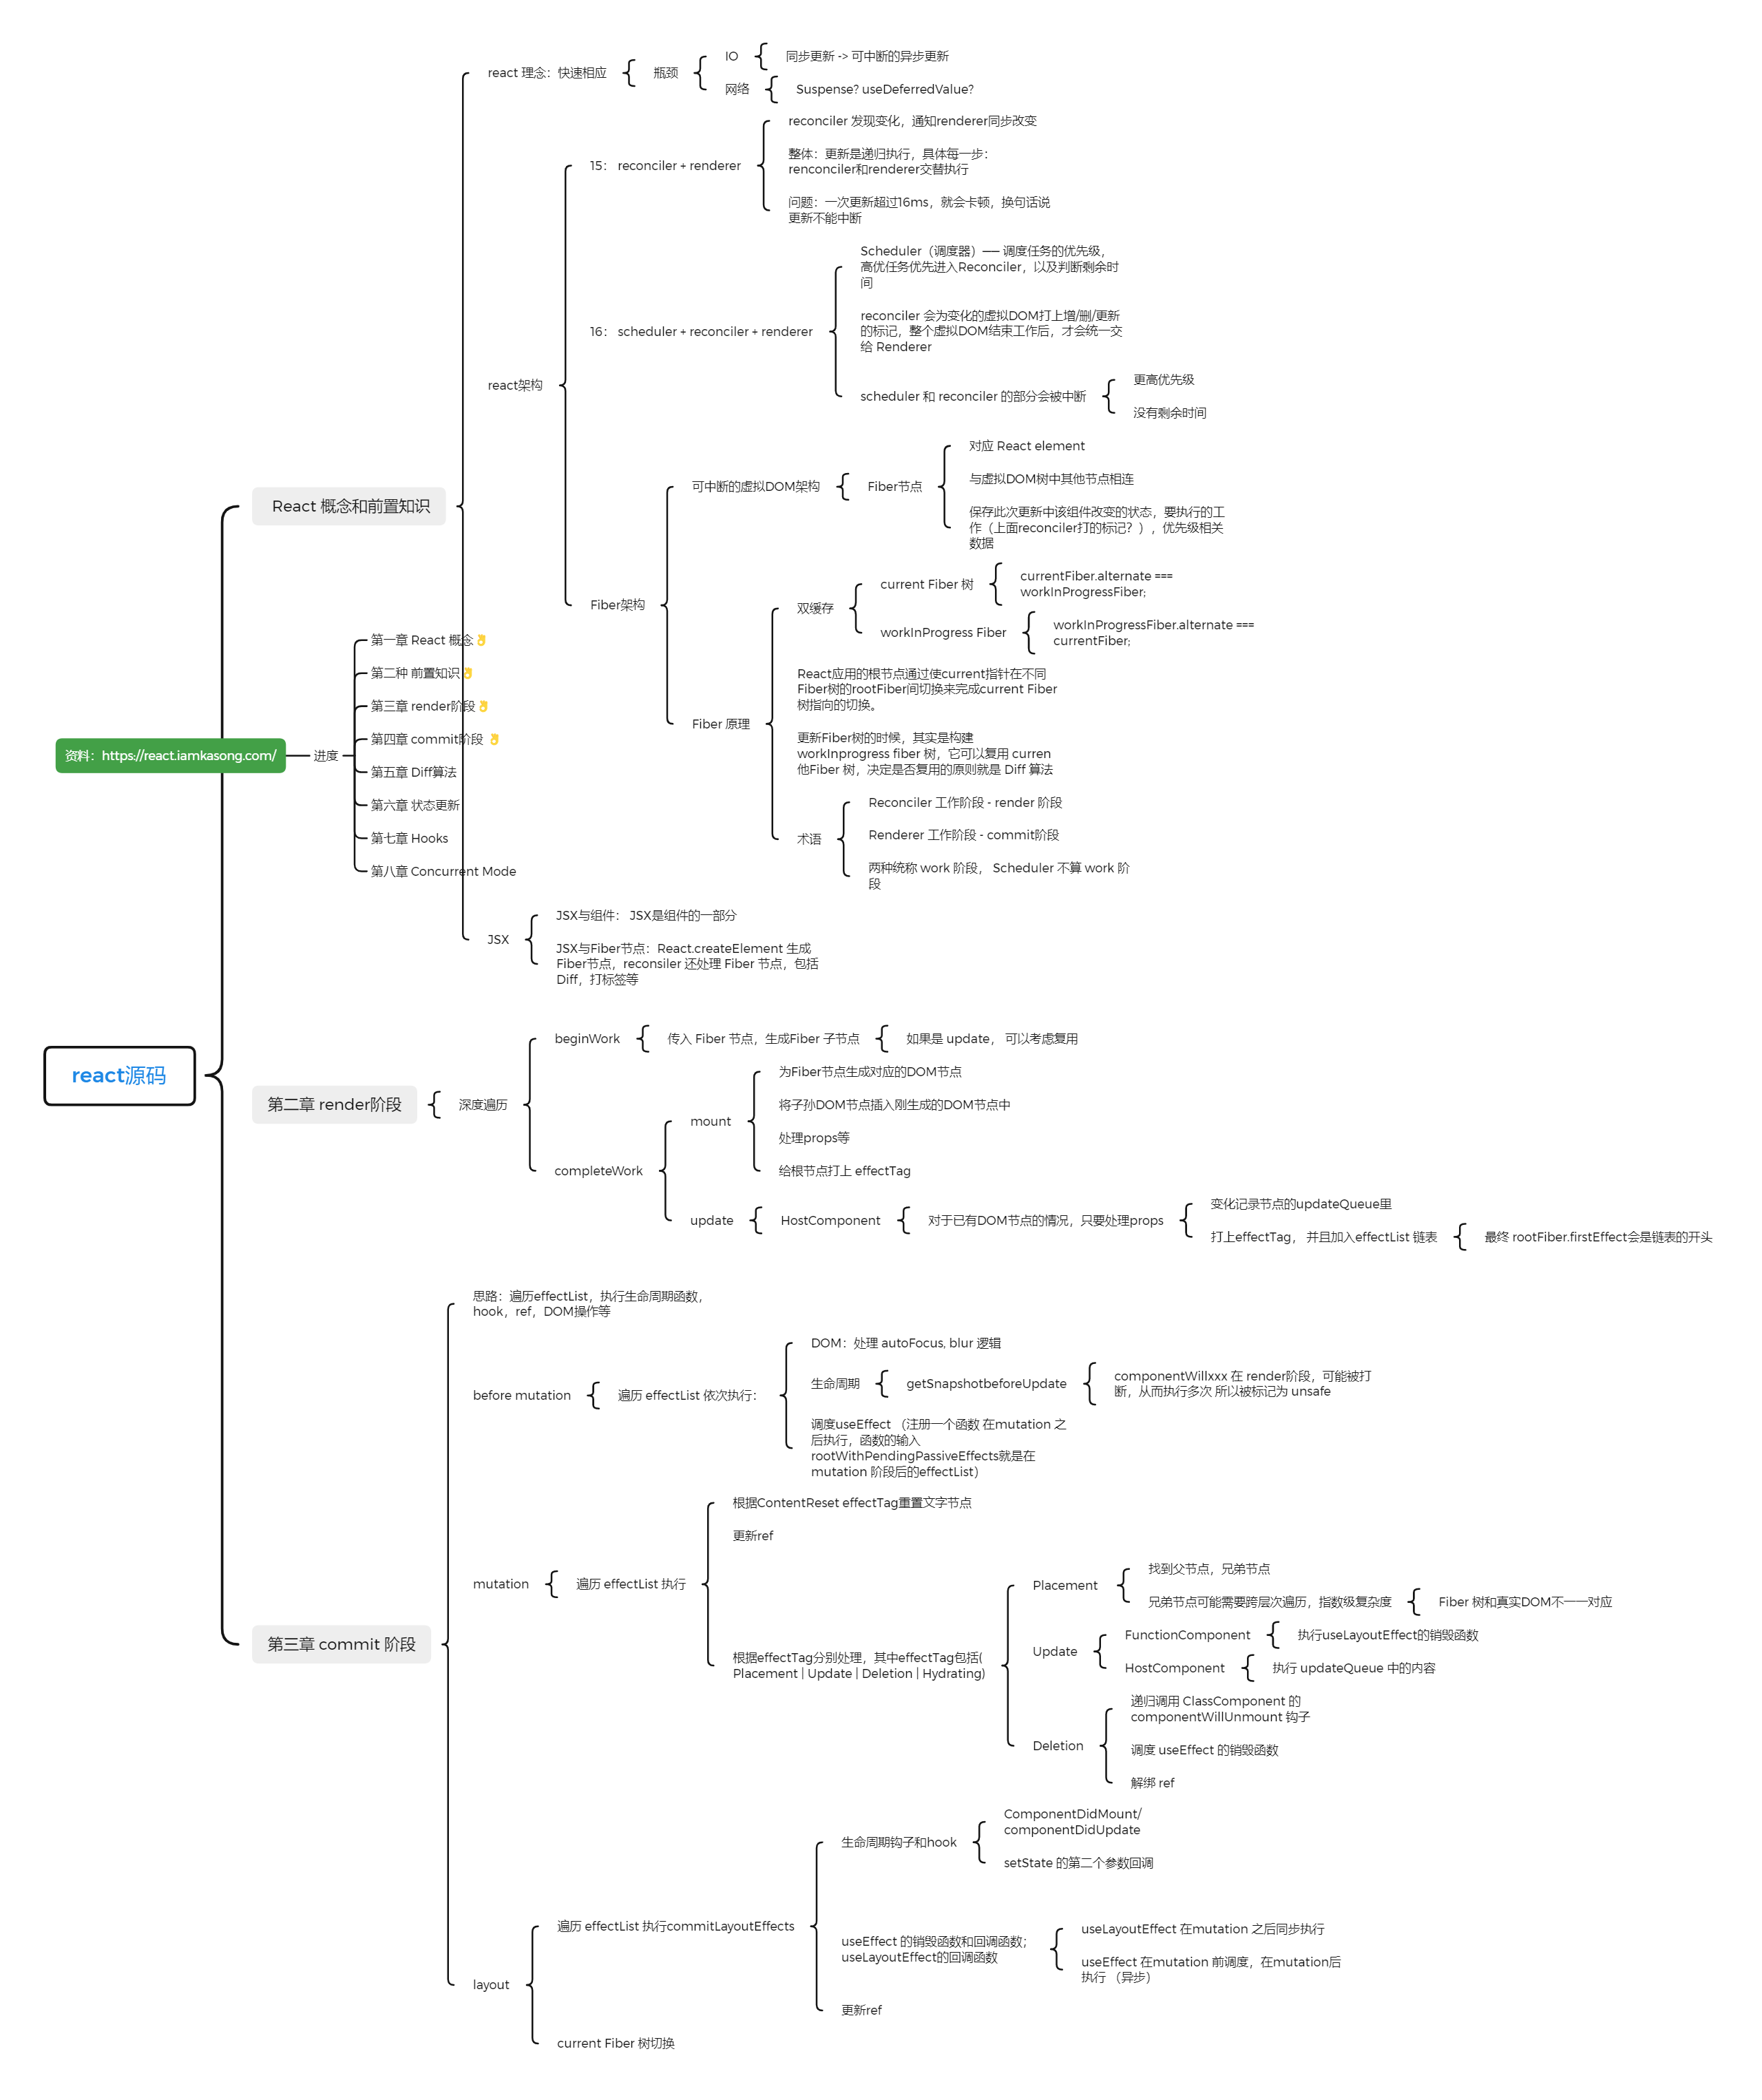 react源码
React 概念和前置知识
react 理念：快速相应
瓶颈
IO
同步更新 -> 可中断的异步更新
网络
Suspense? useDeferredValue?
react架构
15： reconciler + renderer
reconciler 发现变化，通知renderer同步改变
整体：更新是递归执行，具体每一步：
renconciler和renderer交替执行
问题：一次更新超过16ms，就会卡顿，换句话说
更新不能中断
16： scheduler + reconciler + renderer
Scheduler（调度器）—— 调度任务的优先级，
高优任务优先进入Reconciler，以及判断剩余时
间
reconciler 会为变化的虚拟DOM打上增/删/更新
的标记，整个虚拟DOM结束工作后，才会统一交
给 Renderer
scheduler 和 reconciler 的部分会被中断
更高优先级
没有剩余时间
Fiber架构
可中断的虚拟DOM架构
Fiber节点
对应 React element
与虚拟DOM树中其他节点相连
保存此次更新中该组件改变的状态，要执行的工
作（上面reconciler打的标记？），优先级相关
数据
Fiber 原理
双缓存
current Fiber 树
currentFiber.alternate ===
workInProgressFiber;
workInProgress Fiber
workInProgressFiber.alternate ===
currentFiber;
React应用的根节点通过使current指针在不同
Fiber树的rootFiber间切换来完成current Fiber
树指向的切换。
更新Fiber树的时候，其实是构建
workInprogress fiber 树，它可以复用 curren
他Fiber 树，决定是否复用的原则就是 Diff 算法
术语
Reconciler 工作阶段 - render 阶段
Renderer 工作阶段 - commit阶段
两种统称 work 阶段， Scheduler 不算 work 阶
段
JSX
JSX与组件： JSX是组件的一部分
JSX与Fiber节点：React.createElement 生成
Fiber节点，reconsiler 还处理 Fiber 节点，包括
Diff，打标签等
资料：https://react.iamkasong.com/
进度
第一章 React 概念👌
第二种 前置知识👌
第三章 render阶段👌
第四章 commit阶段 👌
第五章 Diff算法
第六章 状态更新
第七章 Hooks
第八章 Concurrent Mode
第二章 render阶段
深度遍历
beginWork
传入 Fiber 节点，生成Fiber 子节点
如果是 update， 可以考虑复用
completeWork
mount
为Fiber节点生成对应的DOM节点
将子孙DOM节点插入刚生成的DOM节点中
处理props等
给根节点打上 effectTag
update
HostComponent
对于已有DOM节点的情况，只要处理props
变化记录节点的updateQueue里
打上effectTag， 并且加入effectList 链表
最终 rootFiber.firstEffect会是链表的开头
第三章 commit 阶段
思路：遍历effectList，执行生命周期函数，
hook，ref，DOM操作等
before mutation
遍历 effectList 依次执行：
DOM：处理 autoFocus, blur 逻辑
生命周期
getSnapshotbeforeUpdate
componentWillxxx 在 render阶段，可能被打
断，从而执行多次 所以被标记为 unsafe
调度useEffect （注册一个函数 在mutation 之
后执行，函数的输入
rootWithPendingPassiveEffects就是在
mutation 阶段后的effectList）
mutation
遍历 effectList 执行
根据ContentReset effectTag重置文字节点
更新ref
根据effectTag分别处理，其中effectTag包括(
Placement | Update | Deletion | Hydrating)
Placement
找到父节点，兄弟节点
兄弟节点可能需要跨层次遍历，指数级复杂度
Fiber 树和真实DOM不一一对应
Update
FunctionComponent
执行useLayoutEffect的销毁函数
HostComponent
执行 updateQueue 中的内容
Deletion
递归调用 ClassComponent 的
componentWillUnmount 钩子
调度 useEffect 的销毁函数
解绑 ref
layout
遍历 effectList 执行commitLayoutEffects
生命周期钩子和hook
ComponentDidMount/
componentDidUpdate
setState 的第二个参数回调
useEffect 的销毁函数和回调函数；
useLayoutEffect的回调函数
useLayoutEffect 在mutation 之后同步执行
useEffect 在mutation 前调度，在mutation后
执行 （异步）
更新ref
current Fiber 树切换